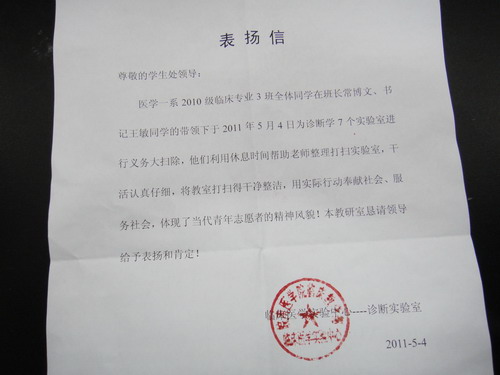 表扬信
尊敬的学生处领导：
医学一系 2010 级临床专业 3 班全体同学在班长常博文、书
记王敏同学的带领下于 2011 年 5 月 4 日为诊断学 7 个实验室进
行义务大扫除，他们利用休息时间帮助老师整理打扫实验室，干
活认真仔细，将教室打扫得干净整洁，用实际行动奉献社会、服
务社会，体现了当代青年志愿者的精神风貌！本教研室恳请领导
给予表扬和肯定！
临床医学实验中心----诊断实验室
2011-5-4